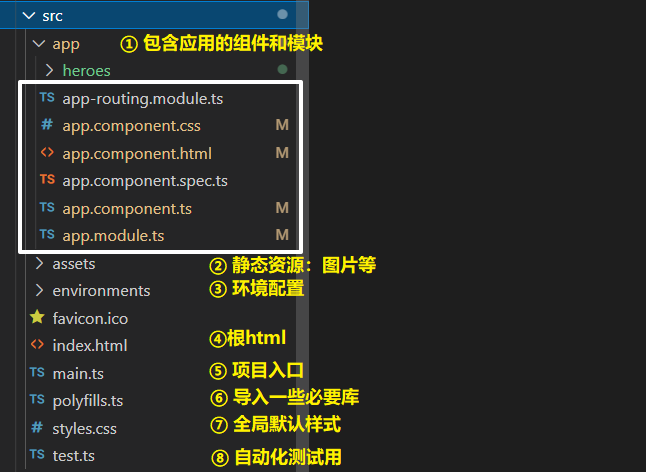 src
app ① 包含应用的组件和模块
heroes
TS app-routing.module.ts
# app.component.css M
<> app.component.html M
TS app.component.spec.ts
TS app.component.ts M
TS app.module.ts M
assets ② 静态资源：图片等
environments ③ 环境配置
favicon.ico
<> index.html ④根html
TS main.ts ⑤ 项目入口
TS polyfills.ts ⑥ 导入一些必要库
# styles.css ⑦ 全局默认样式
TS test.ts ⑧ 自动化测试用